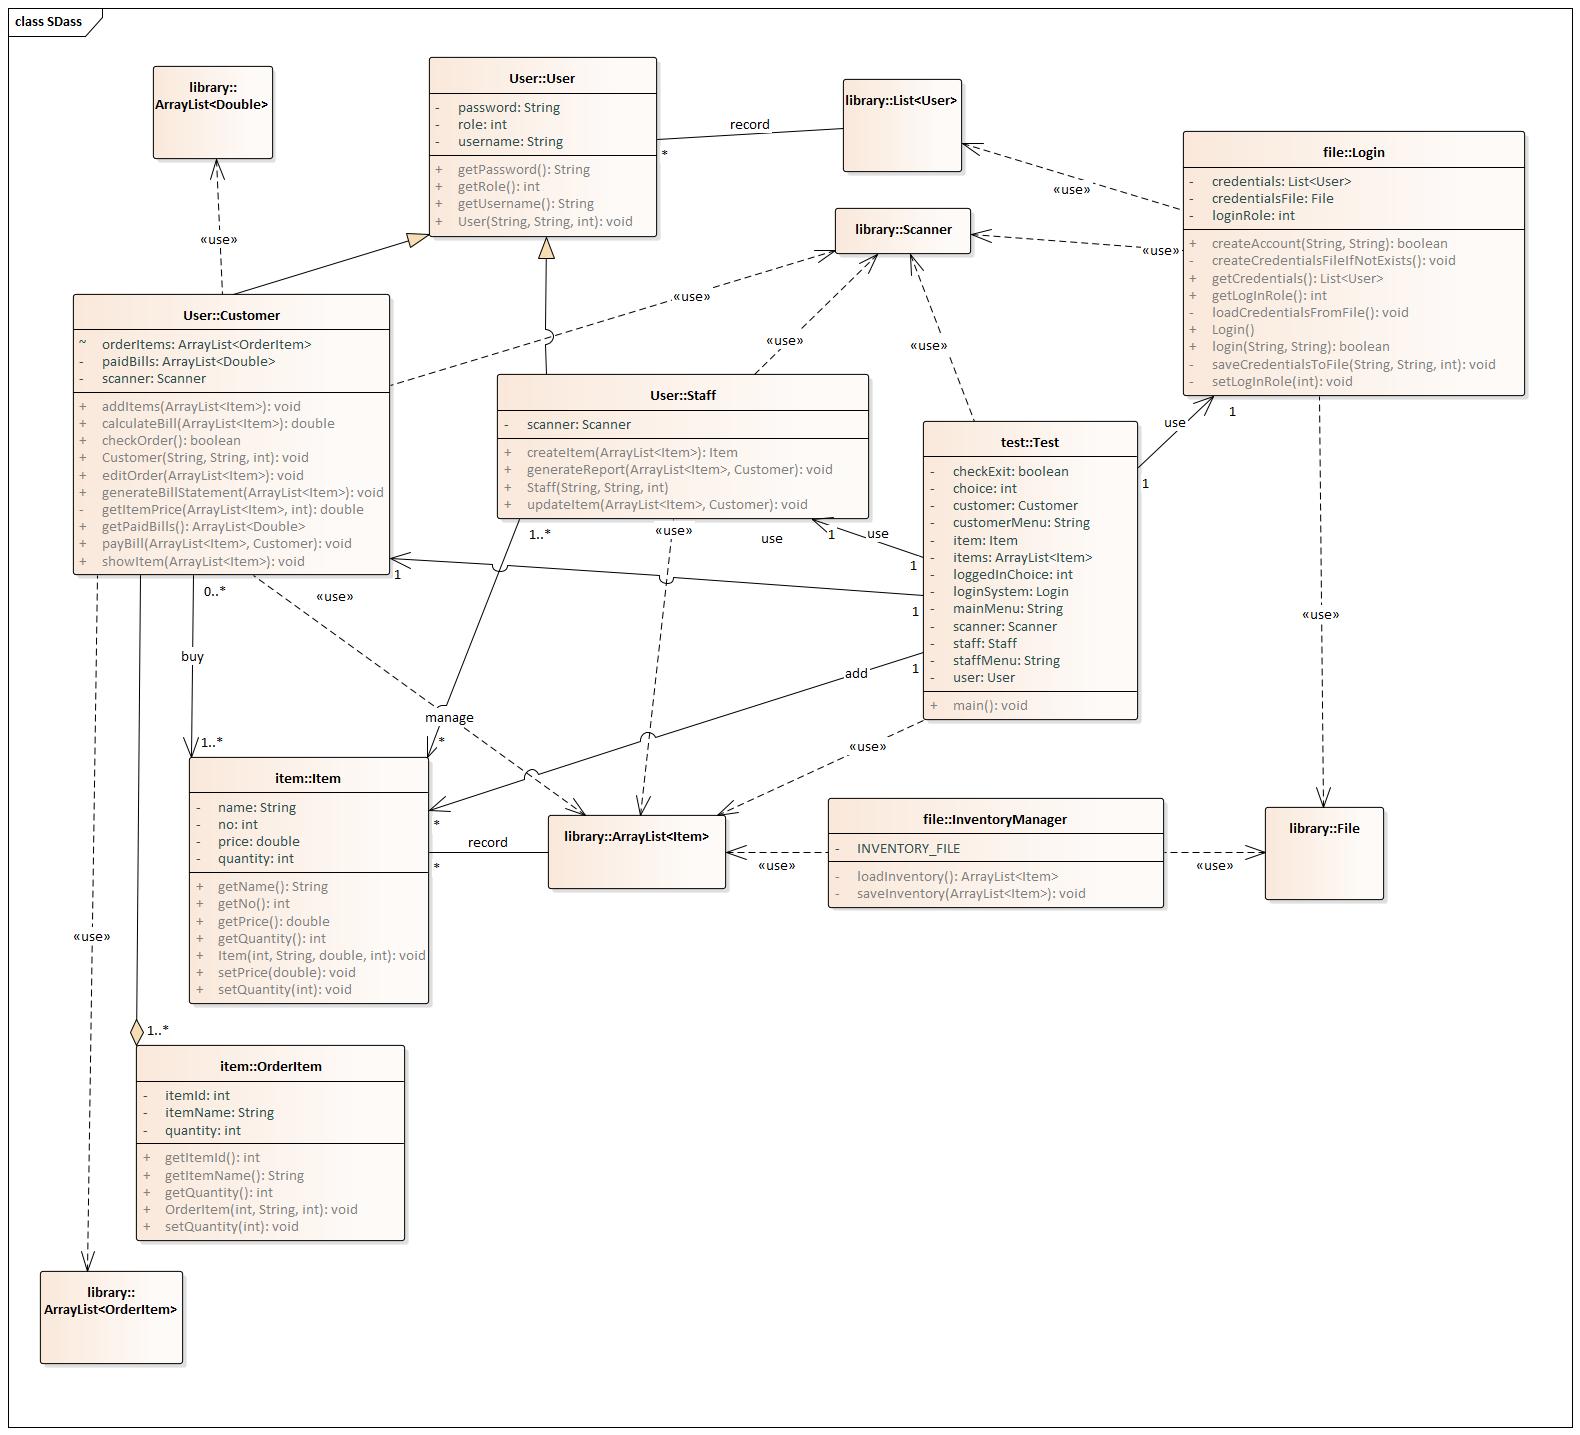 class SDass
library::
ArrayList<Double>
User::User
- password: String
- role: int
- username: String
+ getPassword(): String
+ getRole(): int
+ getUsername(): String
+ User(String, String, int): void
record
*
library::List<User>
file::Login
- credentials: List<User>
- credentialsFile: File
- loginRole: int
+ createAccount(String, String): boolean
- createCredentialsFileIfNotExists(): void
+ getCredentials(): List<User>
+ getLogInRole(): int
- loadCredentialsFromFile(): void
+ Login()
+ login(String, String): boolean
- saveCredentialsToFile(String, String, int): void
- setLogInRole(int): void
«use»
library::Scanner
«use»
«use»
«use»
«use»
«use»
User::Customer
~ orderItems: ArrayList<OrderItem>
- paidBills: ArrayList<Double>
- scanner: Scanner
+ addItems(ArrayList<Item>): void
+ calculateBill(ArrayList<Item>): double
+ checkOrder(): boolean
+ Customer(String, String, int): void
+ editOrder(ArrayList<Item>): void
+ generateBillStatement(ArrayList<Item>): void
- getItemPrice(ArrayList<Item>, int): double
+ getPaidBills(): ArrayList<Double>
+ payBill(ArrayList<Item>, Customer): void
+ showItem(ArrayList<Item>): void
User::Staff
- scanner: Scanner
+ createItem(ArrayList<Item>): Item
+ generateReport(ArrayList<Item>, Customer): void
+ Staff(String, String, int)
+ updateItem(ArrayList<Item>, Customer): void
test::Test
- checkExit: boolean
- choice: int
- customer: Customer
- customerMenu: String
- item: Item
- items: ArrayList<Item>
- loggedInChoice: int
- loginSystem: Login
- mainMenu: String
- scanner: Scanner
- staff: Staff
- staffMenu: String
- user: User
+ main(): void
use
1
1
1..*
«use»
use
1
use
1
1
1
0..*
«use»
«use»
buy
1..*
manage
*
add
1
*
«use»
item::Item
- name: String
- no: int
- price: double
- quantity: int
+ getName(): String
+ getNo(): int
+ getPrice(): double
+ getQuantity(): int
+ Item(int, String, double, int): void
+ setPrice(double): void
+ setQuantity(int): void
record
*
library::ArrayList<Item>
«use»
file::InventoryManager
- INVENTORY_FILE
- loadInventory(): ArrayList<Item>
- saveInventory(ArrayList<Item>): void
«use»
library::File
«use»
1..*
item::OrderItem
- itemId: int
- itemName: String
- quantity: int
+ getItemId(): int
+ getItemName(): String
+ getQuantity(): int
+ OrderItem(int, String, int): void
+ setQuantity(int): void
library::
ArrayList<OrderItem>